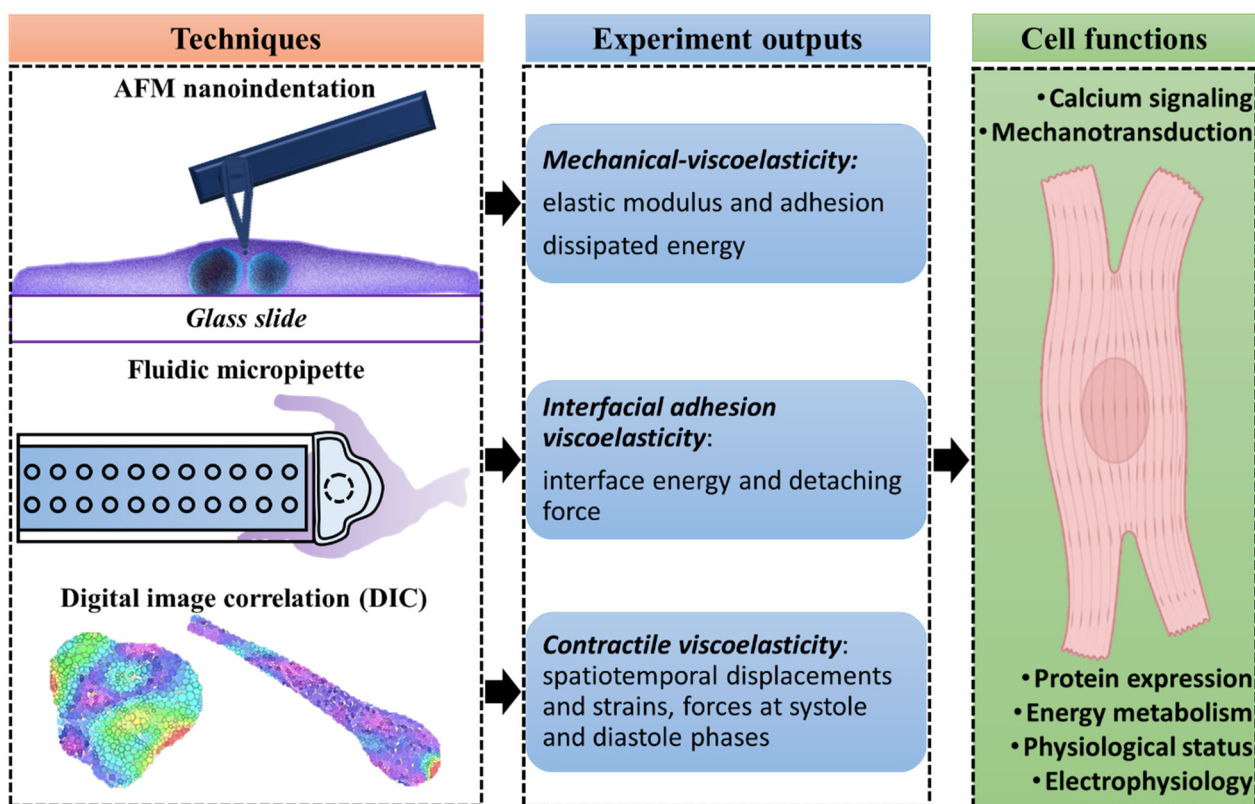 Techniques
AFM nanoindentation
Glass slide
Fluidic micropipette
Digital image correlation (DIC)
Experiment outputs
Mechanical-viscoelasticity:
elastic modulus and adhesion
dissipated energy
Interfacial adhesion
viscoelasticity:
interface energy and detaching
force
Contractile viscoelasticity:
spatiotemporal displacements
and strains, forces at systole
and diastole phases
Cell functions
•Calcium signaling
•Mechanotransduction
•Protein expression
•Energy metabolism
•Physiological status
•Electrophysiology